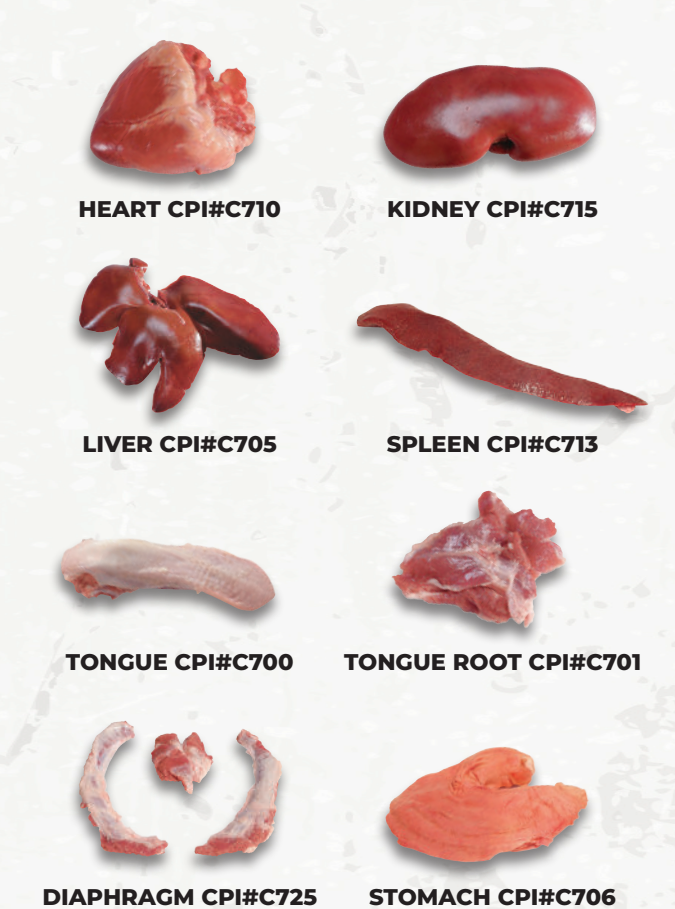 HEART CPI#C710
KIDNEY CPI#C715
LIVER CPI#C705
SPLEEN CPI#C713
TONGUE CPI#C700
TONGUE ROOT CPI#C701
DIAPHRAGM CPI#C725
STOMACH CPI#C706